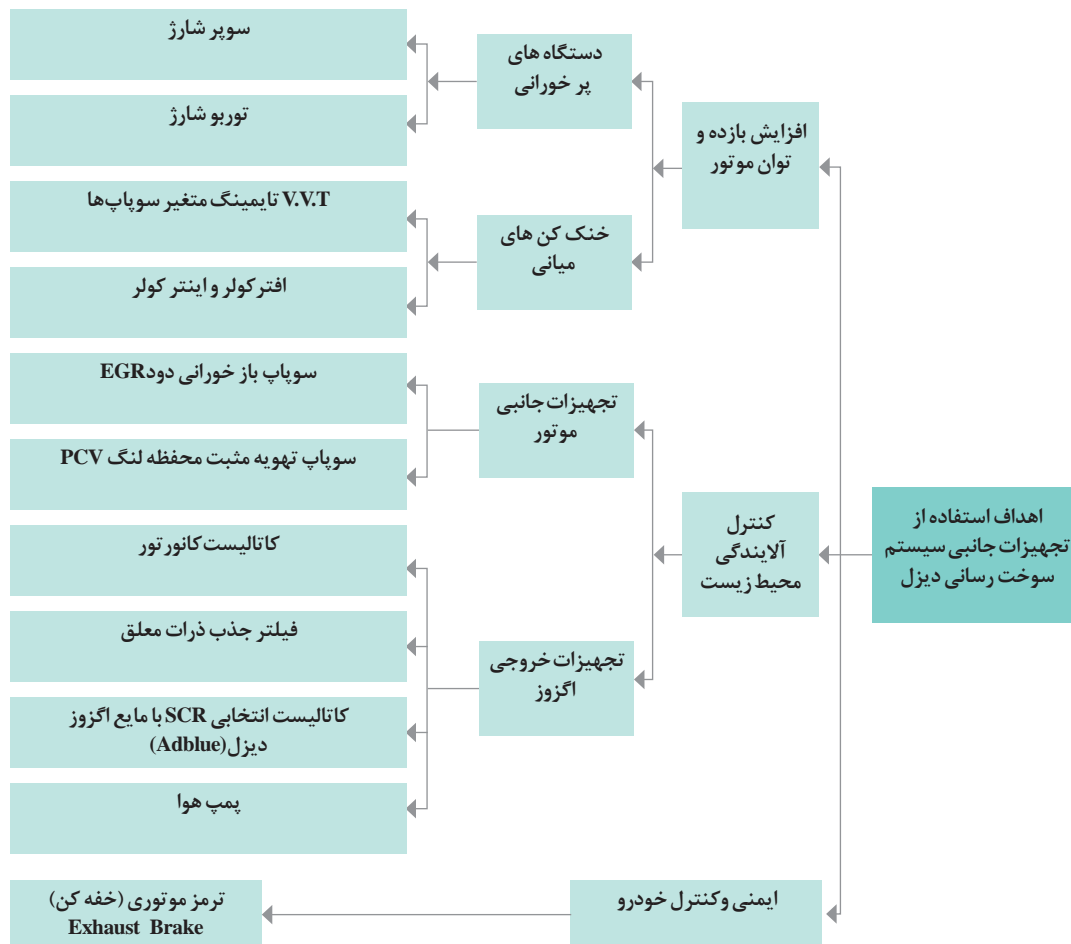 اهداف استفاده از
تجهیزات جانبی سیستم
سوخت رسانی دیزل
افزایش بازده و
توان موتور
دستگاه های
پر خورانی
سوپر شارژ
توربو شارژ
خنک کن های
میانی
V.V.T تایمینگ متغیر سوپاپ‌ها
افتر کولر و اینتر کولر
کنترل
آلایندگی
محیط زیست
تجهیزات جانبی
موتور
سوپاپ باز خورانی دود EGR
سوپاپ تهویه مثبت محفظه لنگ PCV
تجهیزات خروجی
اگزوز
کاتالیست کانور تور
فیلتر جذب ذرات معلق
کاتالیست انتخابی SCR با مایع اگزوز
دیزل (Adblue)
پمپ هوا
ایمنی و کنترل خودرو
ترمز موتوری (خفه کن)
Exhaust Brake